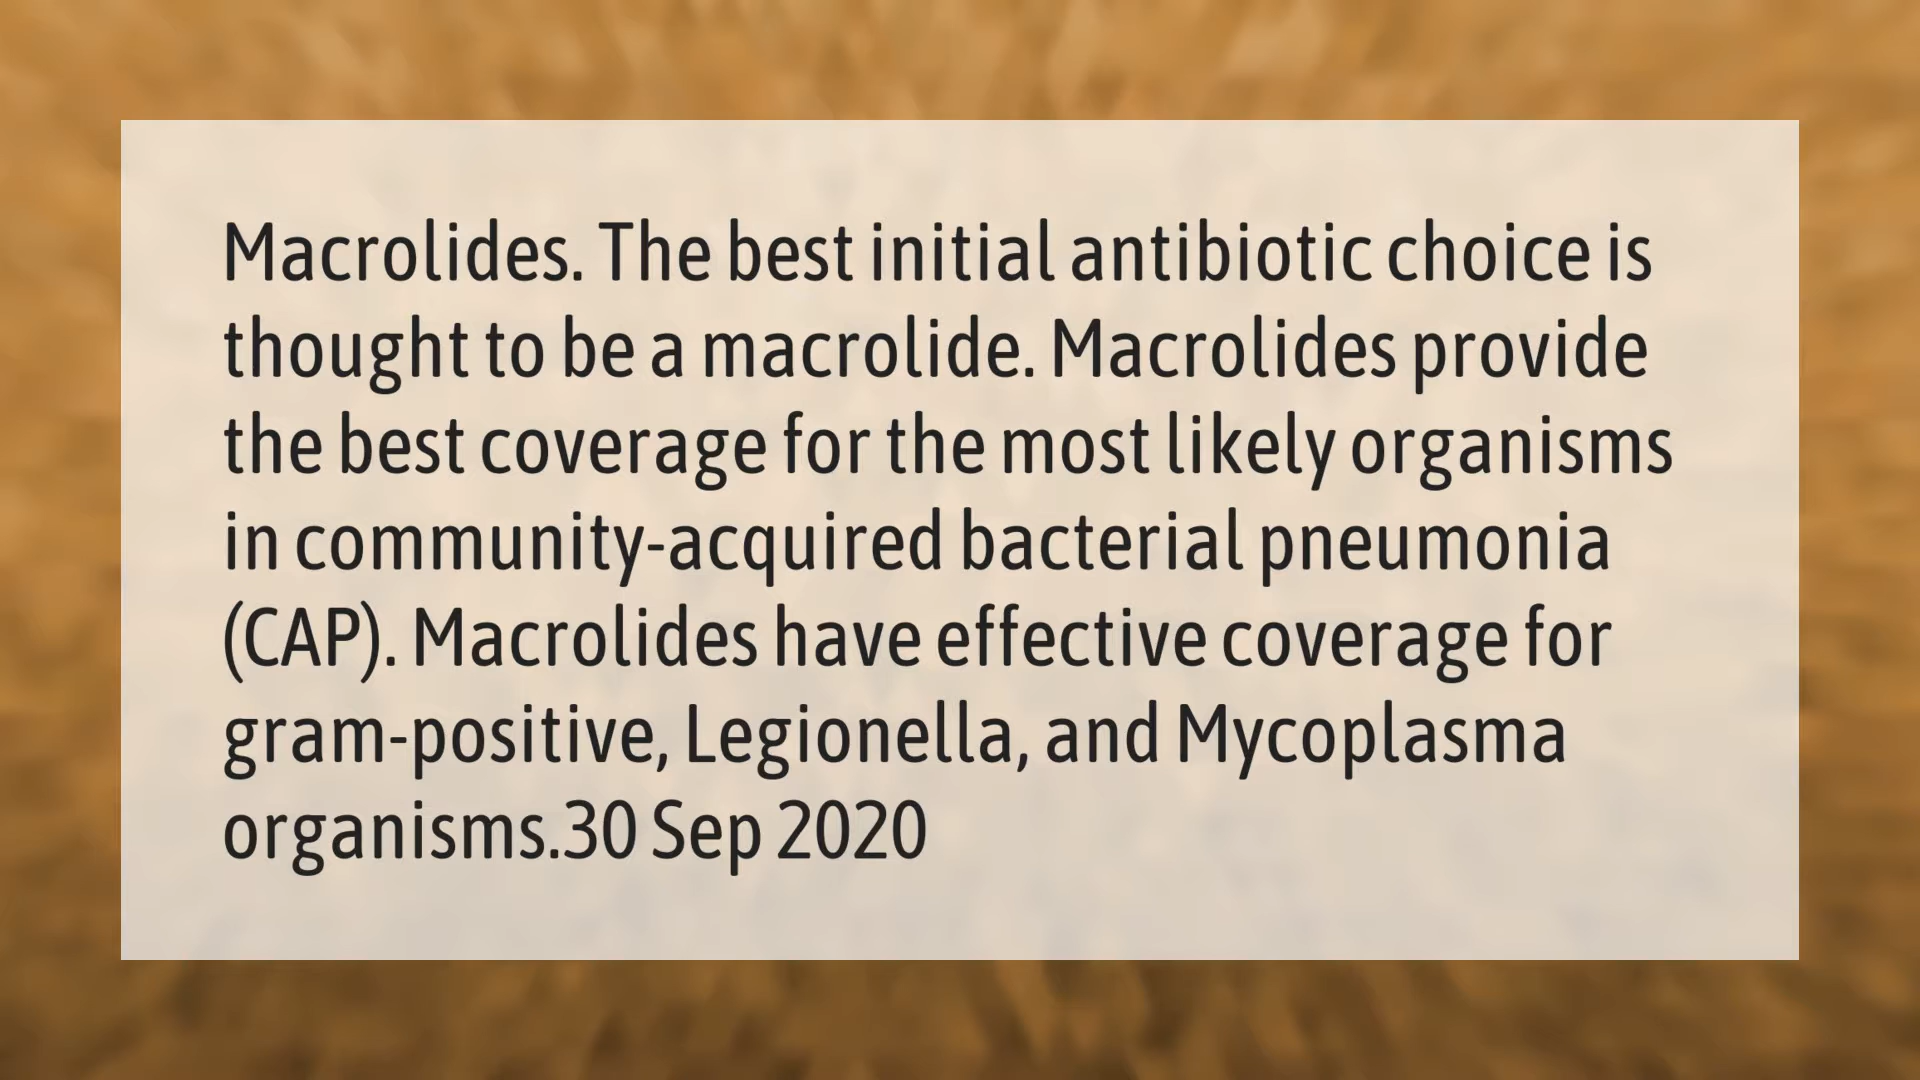 Macrolides. The best initial antibiotic choice is
thought to be a macrolide. Macrolides provide
the best coverage for the most likely organisms
in community-acquired bacterial pneumonia
(CAP). Macrolides have effective coverage for
gram-positive, Legionella, and Mycoplasma
organisms.30 Sep 2020